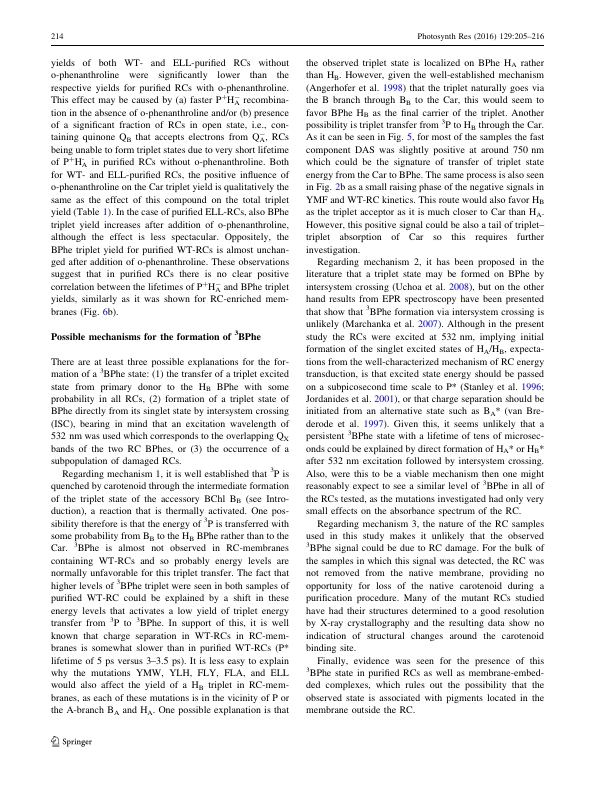 214
Photosynth Res (2016) 129:205–216
yields of both WT- and ELL-purified RCs without
o-phenanthroline were significantly lower than the
respective yields for purified RCs with o-phenanthroline.
This effect may be caused by (a) faster P⁺H_A⁻ recombina-
tion in the absence of o-phenanthroline and/or (b) presence
of a significant fraction of RCs in open state, i.e., con-
taining quinone Q_B that accepts electrons from Q_A⁻, RCs
being unable to form triplet states due to very short lifetime
of P⁺H_A⁻ in purified RCs without o-phenanthroline. Both
for WT- and ELL-purified RCs, the positive influence of
o-phenanthroline on the Car triplet yield is qualitatively the
same as the effect of this compound on the total triplet
yield (Table 1). In the case of purified ELL-RCs, also BPhe
triplet yield increases after addition of o-phenanthroline,
although the effect is less spectacular. Oppositely, the
BPhe triplet yield for purified WT-RCs is almost unchan-
ged after addition of o-phenanthroline. These observations
suggest that in purified RCs there is no clear positive
correlation between the lifetimes of P⁺H_A⁻ and BPhe triplet
yields, similarly as it was shown for RC-enriched mem-
branes (Fig. 6b).
Possible mechanisms for the formation of ³BPhe
There are at least three possible explanations for the for-
mation of a ³BPhe state: (1) the transfer of a triplet excited
state from primary donor to the H_B BPhe with some
probability in all RCs, (2) formation of a triplet state of
BPhe directly from its singlet state by intersystem crossing
(ISC), bearing in mind that an excitation wavelength of
532 nm was used which corresponds to the overlapping Q_X
bands of the two RC BPhes, or (3) the occurrence of a
subpopulation of damaged RCs.
Regarding mechanism 1, it is well established that ³P is
quenched by carotenoid through the intermediate formation
of the triplet state of the accessory BChl B_B (see Intro-
duction), a reaction that is thermally activated. One pos-
sibility therefore is that the energy of ³P is transferred with
some probability from B_B to the H_B BPhe rather than to the
Car. ³BPhe is almost not observed in RC-membranes
containing WT-RCs and so probably energy levels are
normally unfavorable for this triplet transfer. The fact that
higher levels of ³BPhe triplet were seen in both samples of
purified WT-RC could be explained by a shift in these
energy levels that activates a low yield of triplet energy
transfer from ³P to ³BPhe. In support of this, it is well
known that charge separation in WT-RCs in RC-mem-
branes is somewhat slower than in purified WT-RCs (P*
lifetime of 5 ps versus 3–3.5 ps). It is less easy to explain
why the mutations YMW, YLH, FLY, FLA, and ELL
would also affect the yield of a H_B triplet in RC-mem-
branes, as each of these mutations is in the vicinity of P or
the A-branch B_A and H_A. One possible explanation is that
the observed triplet state is localized on BPhe H_A rather
than H_B. However, given the well-established mechanism
(Angerhofer et al. 1998) that the triplet naturally goes via
the B branch through B_B to the Car, this would seem to
favor BPhe H_B as the final carrier of the triplet. Another
possibility is triplet transfer from ³P to H_B through the Car.
As it can be seen in Fig. 5, for most of the samples the fast
component DAS was slightly positive at around 750 nm
which could be the signature of transfer of triplet state
energy from the Car to BPhe. The same process is also seen
in Fig. 2b as a small raising phase of the negative signals in
YMF and WT-RC kinetics. This route would also favor H_B
as the triplet acceptor as it is much closer to Car than H_A.
However, this positive signal could be also a tail of triplet–
triplet absorption of Car so this requires further
investigation.
Regarding mechanism 2, it has been proposed in the
literature that a triplet state may be formed on BPhe by
intersystem crossing (Uchoa et al. 2008), but on the other
hand results from EPR spectroscopy have been presented
that show that ³BPhe formation via intersystem crossing is
unlikely (Marchanka et al. 2007). Although in the present
study the RCs were excited at 532 nm, implying initial
formation of the singlet excited states of H_A/H_B, expecta-
tions from the well-characterized mechanism of RC energy
transduction, is that excited state energy should be passed
on a subpicosecond time scale to P* (Stanley et al. 1996;
Jordanides et al. 2001), or that charge separation should be
initiated from an alternative state such as B_A* (van Bre-
derode et al. 1997). Given this, it seems unlikely that a
persistent ³BPhe state with a lifetime of tens of microsec-
onds could be explained by direct formation of H_A* or H_B*
after 532 nm excitation followed by intersystem crossing.
Also, were this to be a viable mechanism then one might
reasonably expect to see a similar level of ³BPhe in all of
the RCs tested, as the mutations investigated had only very
small effects on the absorbance spectrum of the RC.
Regarding mechanism 3, the nature of the RC samples
used in this study makes it unlikely that the observed
³BPhe signal could be due to RC damage. For the bulk of
the samples in which this signal was detected, the RC was
not removed from the native membrane, providing no
opportunity for loss of the native carotenoid during a
purification procedure. Many of the mutant RCs studied
have had their structures determined to a good resolution
by X-ray crystallography and the resulting data show no
indication of structural changes around the carotenoid
binding site.
Finally, evidence was seen for the presence of this
³BPhe state in purified RCs as well as membrane-embed-
ded complexes, which rules out the possibility that the
observed state is associated with pigments located in the
membrane outside the RC.
Springer